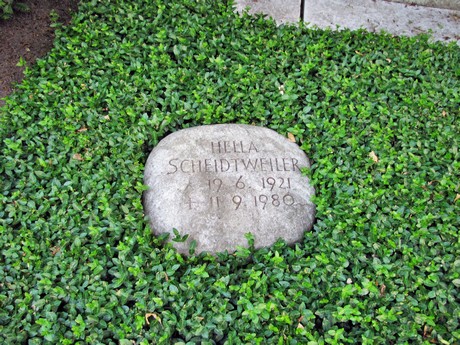 HELLA
SCHEIDTWEILER
* 19. 6. 1921
† 11. 9. 1980